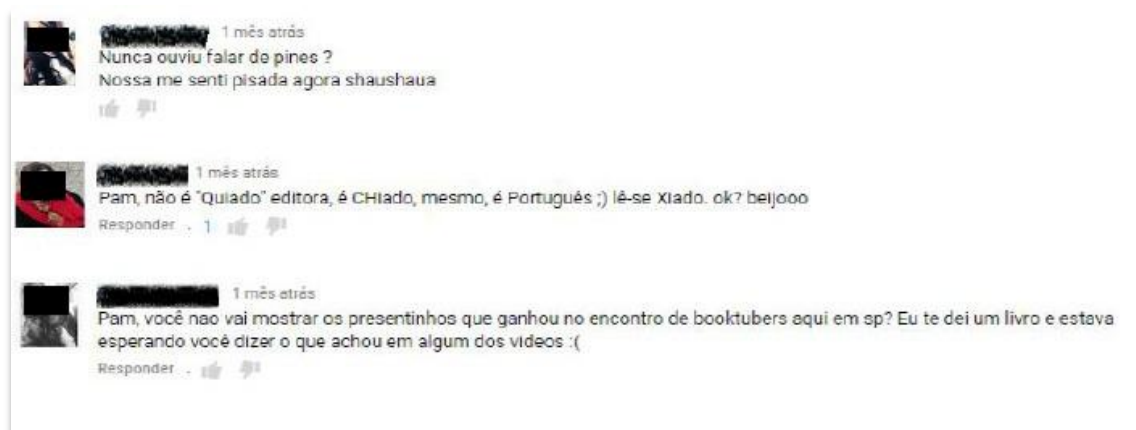 1 mês atrás
Nunca ouviu falar de pines ?
Nossa me senti pisada agora shaushaua
1 mês atrás
Pam, não é "Quiado" editora, é CHiado, mesmo, é Português ;) lê-se Xiado. ok? beijooo
Responder . 1
1 mês atrás
Pam, você nao vai mostrar os presentinhos que ganhou no encontro de booktubers aqui em sp? Eu te dei um livro e estava
esperando você dizer o que achou em algum dos videos :(
Responder .